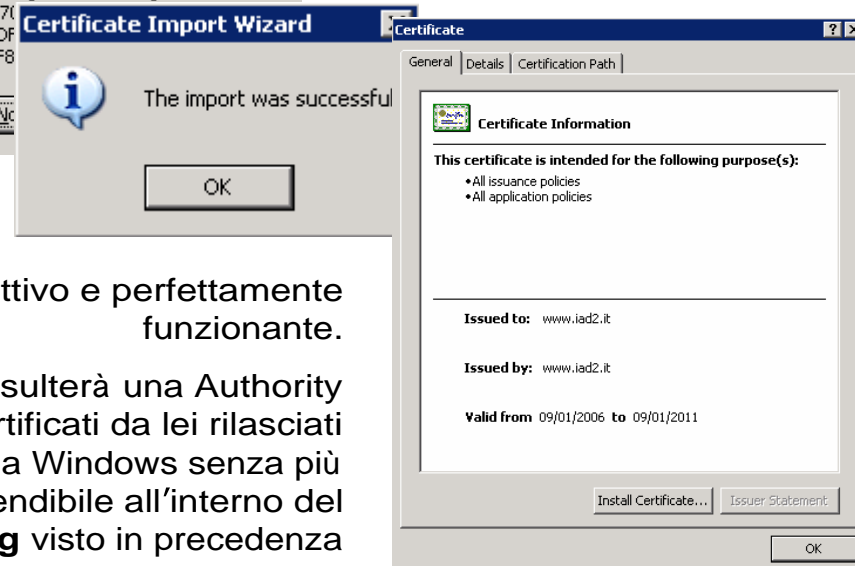 Certificate Import Wizard
The import was successful
OK
Certificate
General
Details
Certification Path
Certificate Information
This certificate is intended for the following purpose(s):
•All issuance policies
•All application policies
Issued to: www.iad2.it
Issued by: www.iad2.it
Valid from 09/01/2006 to 09/01/2011
Install Certificate...
Issuer Statement
OK
ttivo e perfettamente
funzionante.
sulterà una Authority
rtificati da lei rilasciati
a Windows senza più
endibile all'interno del
g visto in precedenza